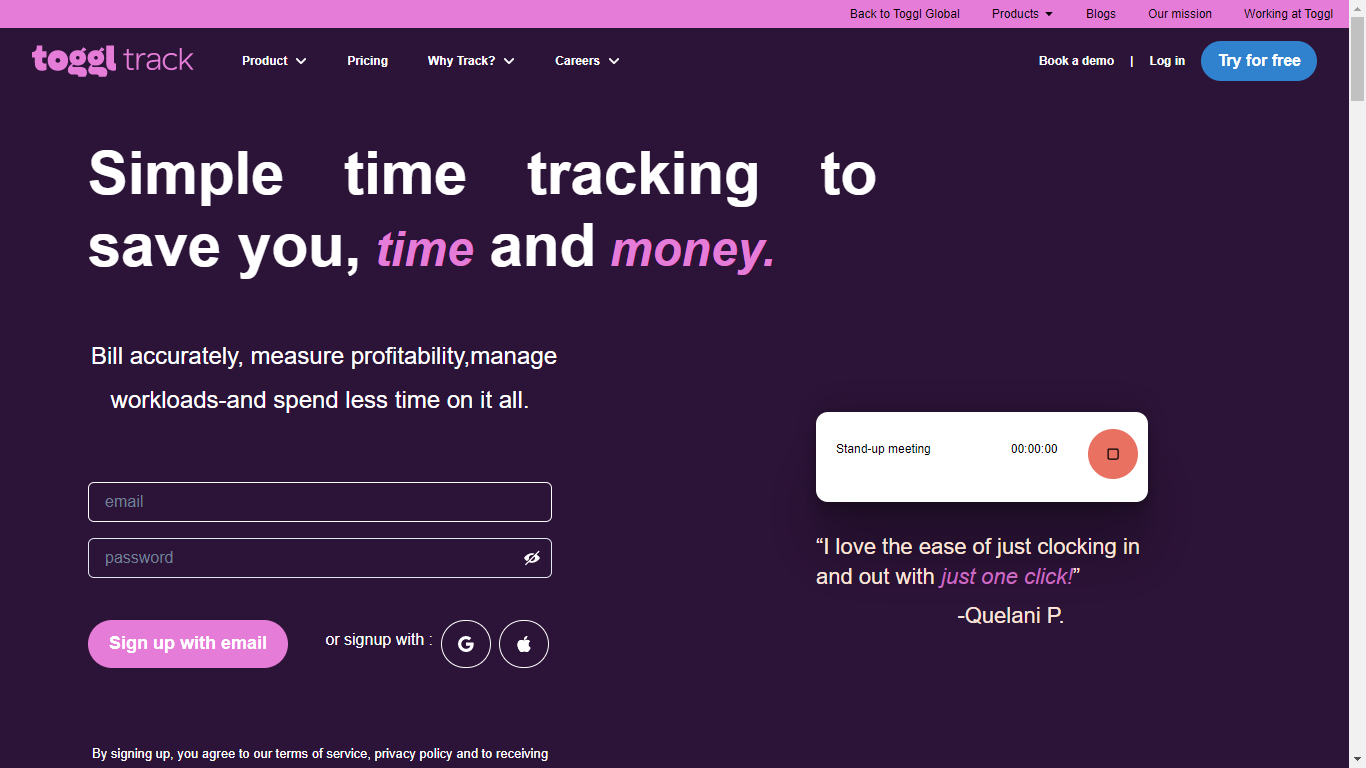 Back to Toggl Global Products Blogs Our mission Working at Toggl
toggl track Product Pricing Why Track? Careers Book a demo | Log in Try for free
Simple time tracking to
save you, time and money.
Bill accurately, measure profitability,manage
workloads-and spend less time on it all.
email
password
Sign up with email or signup with :
By signing up, you agree to our terms of service, privacy policy and to receiving
Stand-up meeting 00:00:00
“I love the ease of just clocking in
and out with just one click!”
-Quelani P.